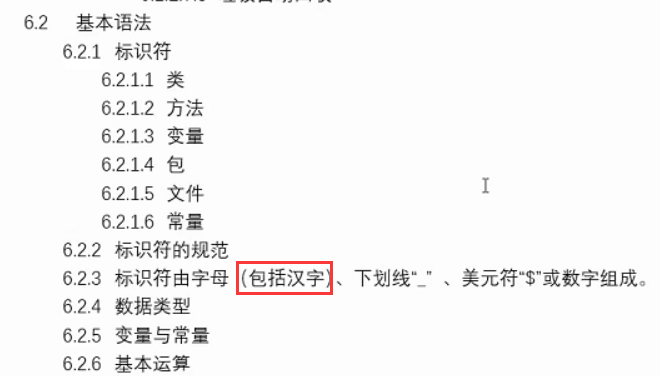 6.2 基本语法
6.2.1 标识符
6.2.1.1 类
6.2.1.2 方法
6.2.1.3 变量
6.2.1.4 包
6.2.1.5 文件
6.2.1.6 常量
6.2.2 标识符的规范
6.2.3 标识符由字母 (包括汉字)、下划线“_” 、美元符“$”或数字组成。
6.2.4 数据类型
6.2.5 变量与常量
6.2.6 基本运算